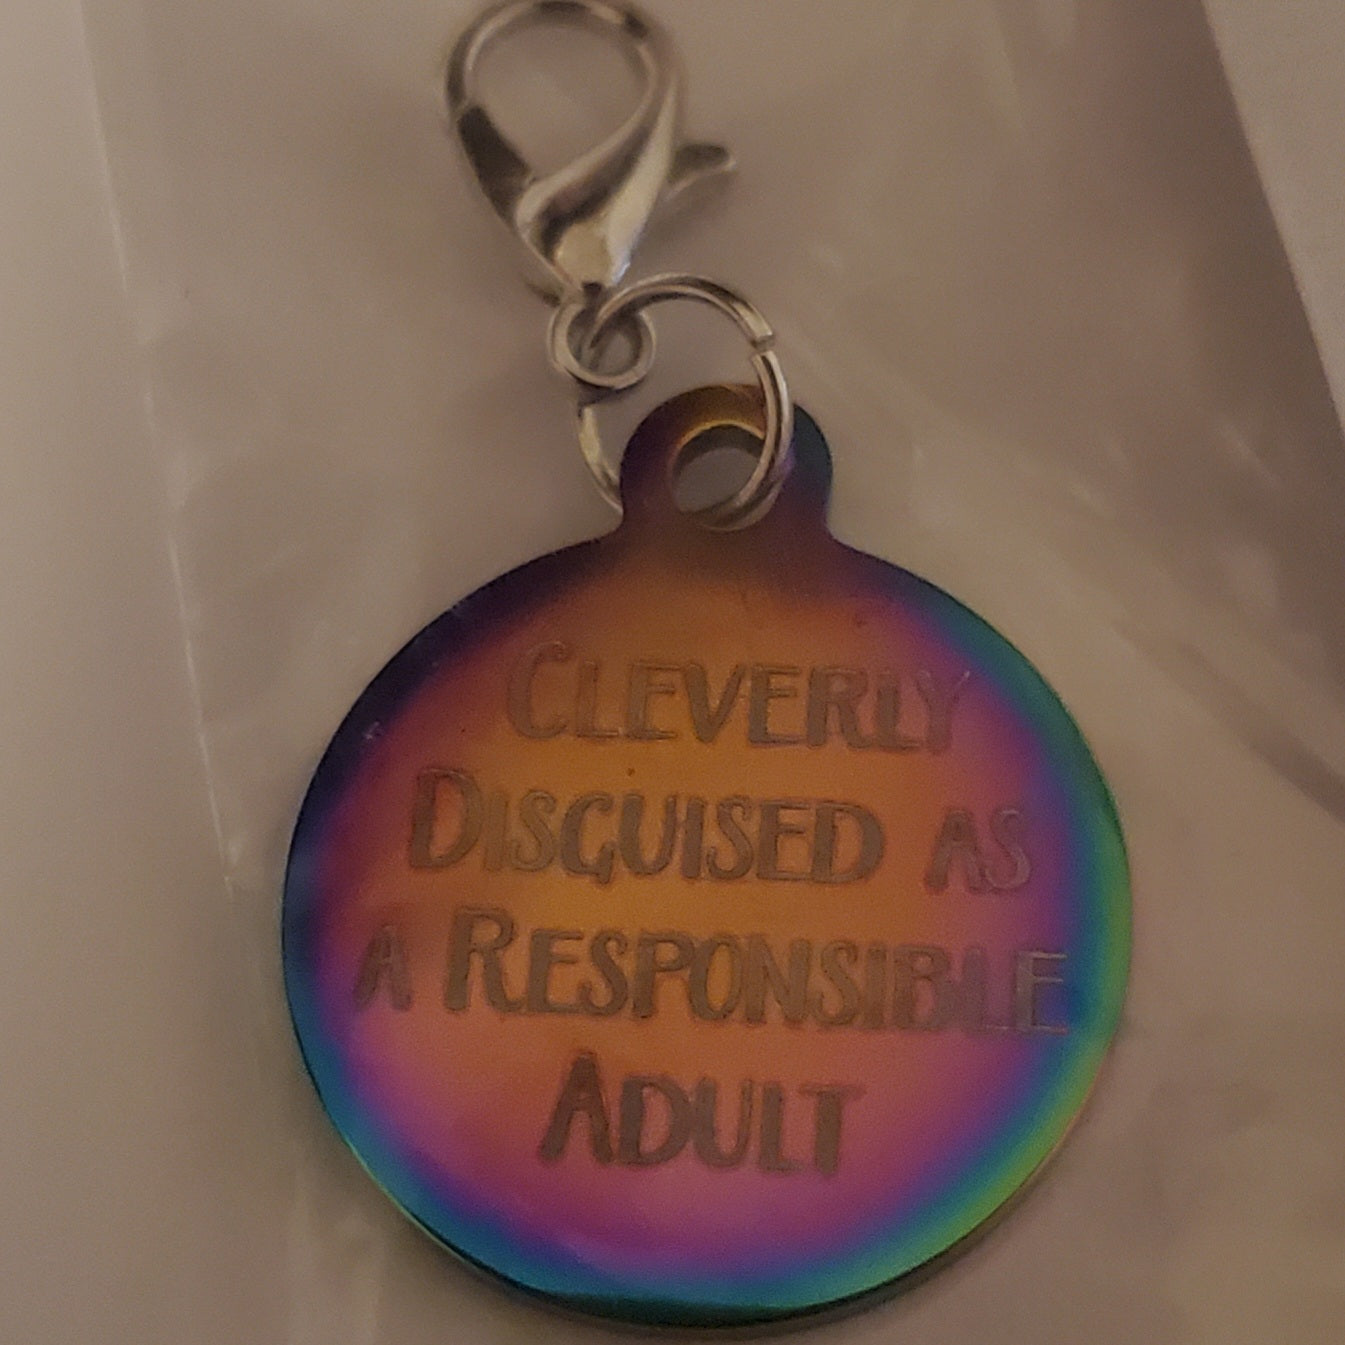 Cleverly
Disguised as
a Responsible
Adult